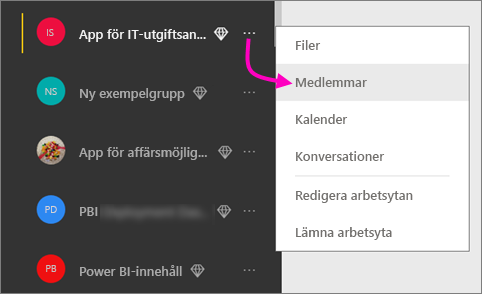 IS App för IT-utgiftsan... ...
Filer
Medlemmar
NS Ny exempelgrupp ...
Kalender
App för affärsmöjlig... ...
Konversationer
PD PBI ...
Redigera arbetsytan
Lämna arbetsyta
PB Power BI-innehåll ...